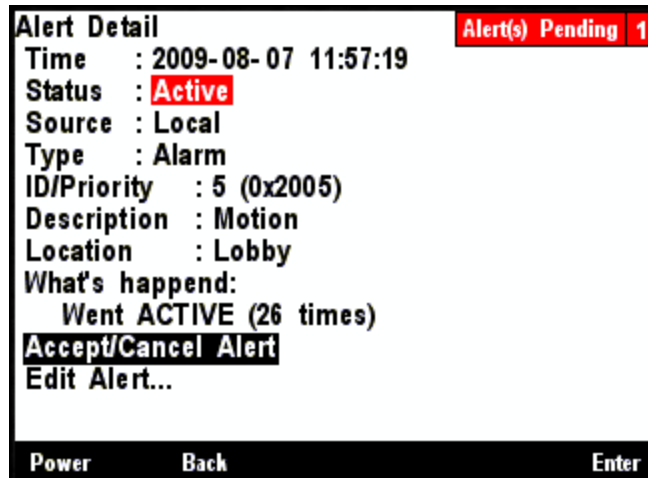 Alert Detail
Alert(s) Pending 1
Time : 2009-08-07 11:57:19
Status : Active
Source : Local
Type : Alarm
ID/Priority : 5 (0x2005)
Description : Motion
Location : Lobby
What's happend:
Went ACTIVE (26 times)
Accept/Cancel Alert
Edit Alert...
Power Back Enter